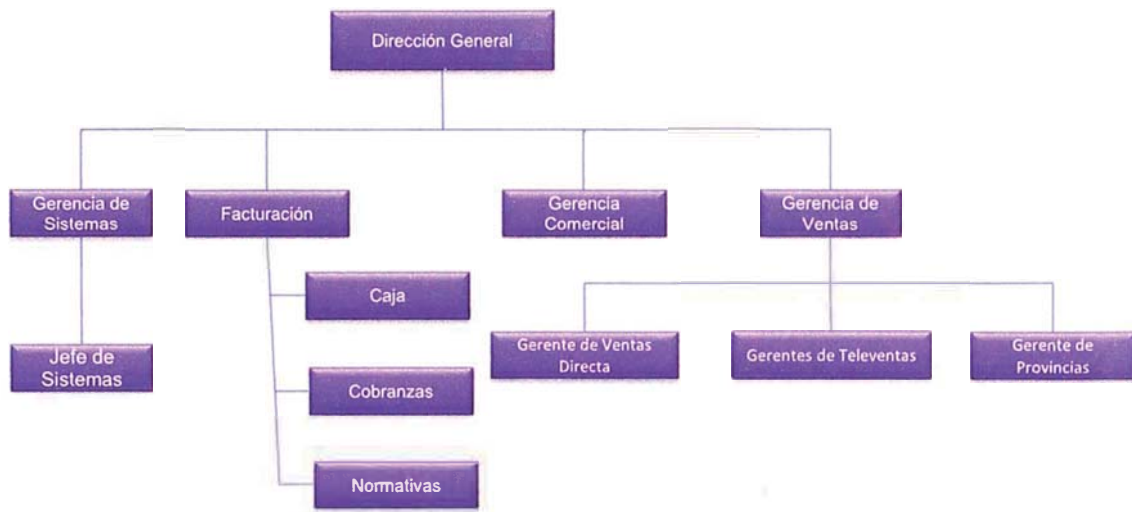 Dirección General
Gerencia de
Sistemas
Facturación
Gerencia
Comercial
Gerencia de
Ventas
Caja
Jefe de
Sistemas
Gerente de Ventas
Directa
Gerentes de Televentas
Gerente de
Provincias
Cobranzas
Normativas